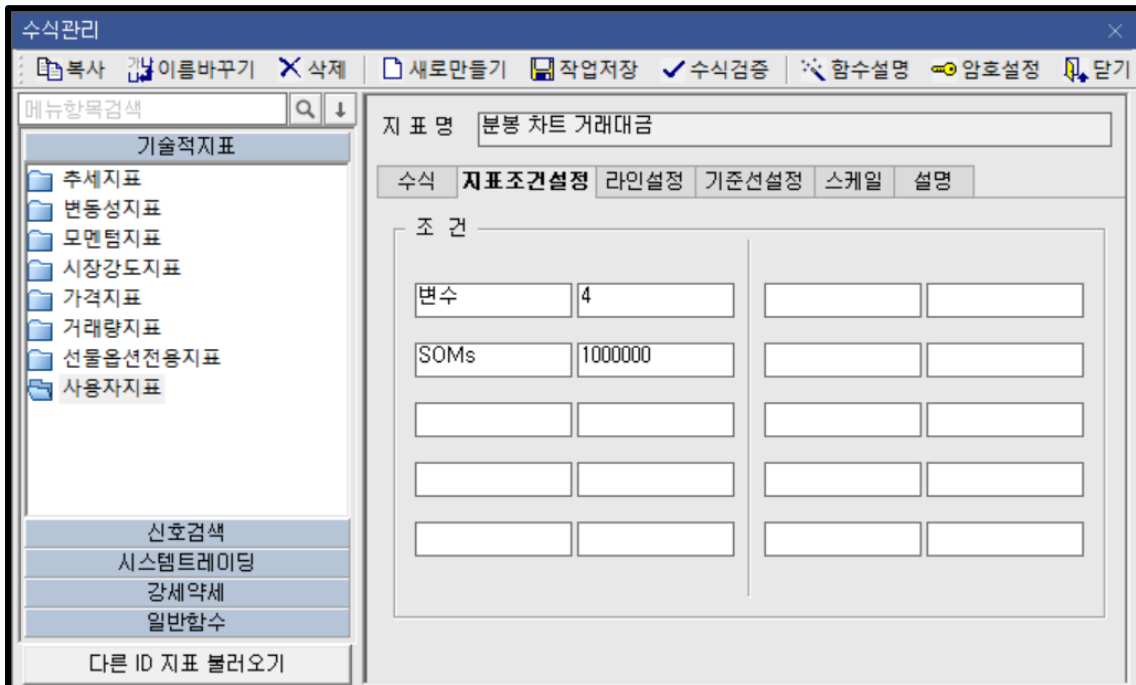 수식관리
복사 이름바꾸기 삭제 새로만들기 작업저장 수식검증 함수설명 암호설정 닫기
메뉴항목검색
지 표 명 분봉 차트 거래대금
기술적지표
수식 지표조건설정 라인설정 기준선설정 스케일 설명
추세지표
변동성지표
모멘텀지표
시장강도지표
가격지표
거래량지표
선물옵션전용지표
사용자지표
조 건
변수 4
SOMs 1000000
신호검색
시스템트레이딩
강세약세
일반함수
다른 ID 지표 불러오기